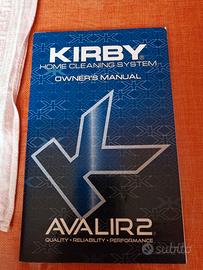 KIRBY
HOME CLEANING SYSTEM
OWNER'S MANUAL
AVALIR2
QUALITY • RELIABILITY • PERFORMANCE
subito